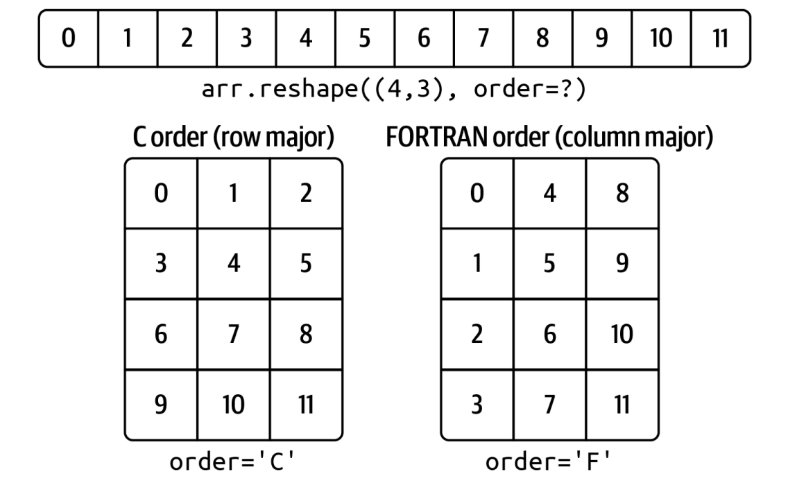 0 1 2 3 4 5 6 7 8 9 10 11
arr.reshape((4,3), order=?)
C order (row major)
0 1 2
3 4 5
6 7 8
9 10 11
order='C'
FORTRAN order (column major)
0 4 8
1 5 9
2 6 10
3 7 11
order='F'